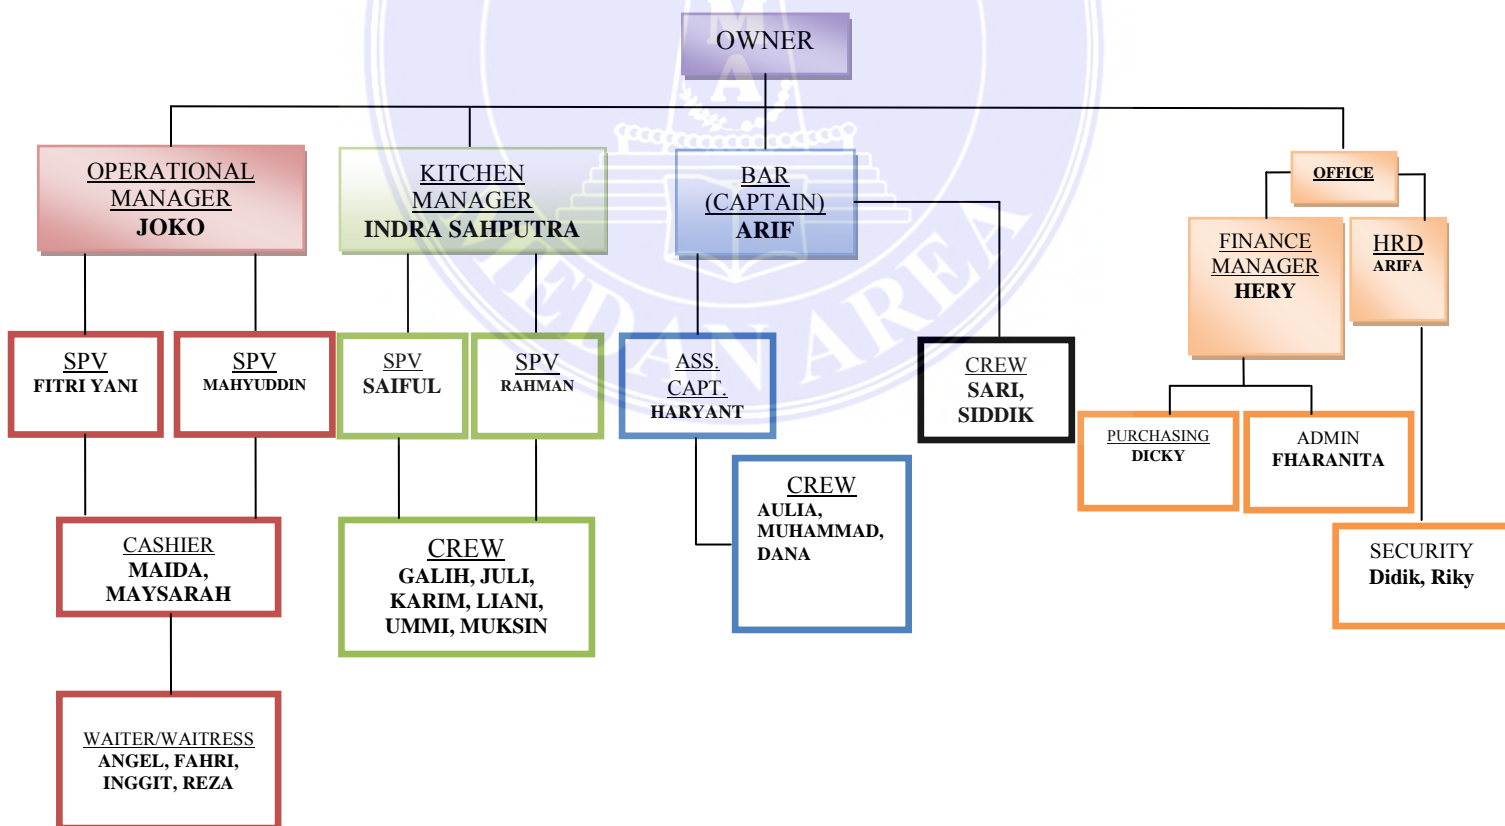 OWNER
OPERATIONAL
MANAGER
JOKO
KITCHEN
MANAGER
INDRA SAHPUTRA
BAR
(CAPTAIN)
ARIF
OFFICE
FINANCE
MANAGER
HERY
HRD
ARIFA
SPV
FITRI YANI
SPV
MAHYUDDIN
SPV
SAIFUL
SPV
RAHMAN
ASS.
CAPT.
HARYANT
CREW
SARI,
SIDDIK
PURCHASING
DICKY
ADMIN
FHARANITA
CASHIER
MAIDA,
MAYSARAH
CREW
GALIH, JULI,
KARIM, LIANI,
UMMI, MUKSIN
CREW
AULIA,
MUHAMMAD,
DANA
SECURITY
Didik, Riky
WAITER/WAITRESS
ANGEL, FAHRI,
INGGIT, REZA
M
A
MEDAN AREA